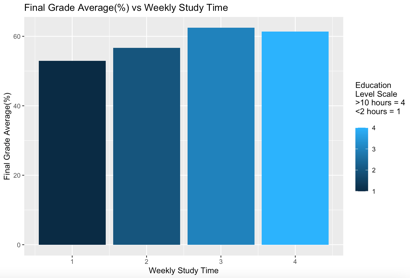 Final Grade Average(%) vs Weekly Study Time
Final Grade Average(%)
60
40
20
0
1 2 3 4
Weekly Study Time
Education
Level Scale
>10 hours = 4
<2 hours = 1
4
3
2
1